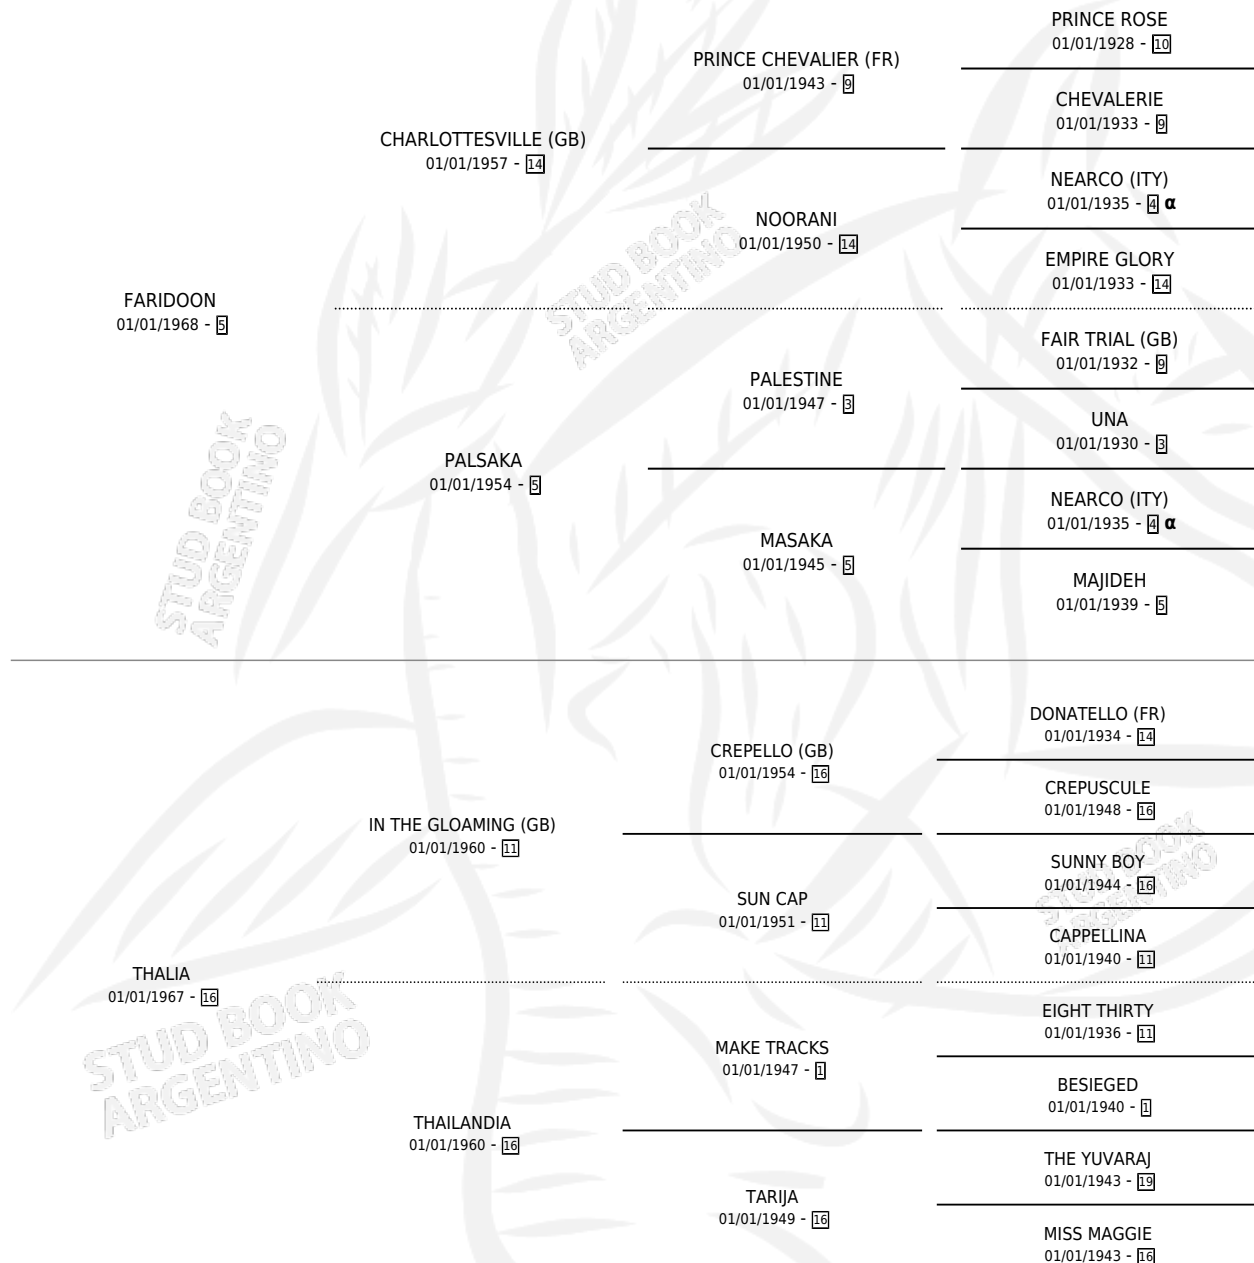 PRINCE ROSE
01/01/1928 - 10
PRINCE CHEVALIER (FR)
01/01/1943 - 9
CHEVALERIE
01/01/1933 - 9
CHARLOTTESVILLE (GB)
01/01/1957 - 14
NEARCO (ITY)
01/01/1935 - 4 α
NOORANI
01/01/1950 - 14
EMPIRE GLORY
01/01/1933 - 14
FARIDOON
01/01/1968 - 5
FAIR TRIAL (GB)
01/01/1932 - 9
PALESTINE
01/01/1947 - 3
UNA
01/01/1930 - 3
PALSAKA
01/01/1954 - 5
NEARCO (ITY)
01/01/1935 - 4 α
MASAKA
01/01/1945 - 5
MAJIDEH
01/01/1939 - 5
STUD BOOK
ARGENTINO
STUD BOOK
ARGENTINO
DONATELLO (FR)
01/01/1934 - 14
CREPELLO (GB)
01/01/1954 - 16
CREPUSCULE
01/01/1948 - 16
IN THE GLOAMING (GB)
01/01/1960 - 11
SUNNY BOY
01/01/1944 - 16
SUN CAP
01/01/1951 - 11
CAPPELLINA
01/01/1940 - 11
THALIA
01/01/1967 - 16
EIGHT THIRTY
01/01/1936 - 11
MAKE TRACKS
01/01/1947 - 1
BESIEGED
01/01/1940 - 1
THAILANDIA
01/01/1960 - 16
THE YUVARAJ
01/01/1943 - 19
TARIJA
01/01/1949 - 16
MISS MAGGIE
01/01/1943 - 16
STUD BOOK
ARGENTINO
STUD BOOK
ARGENTINO